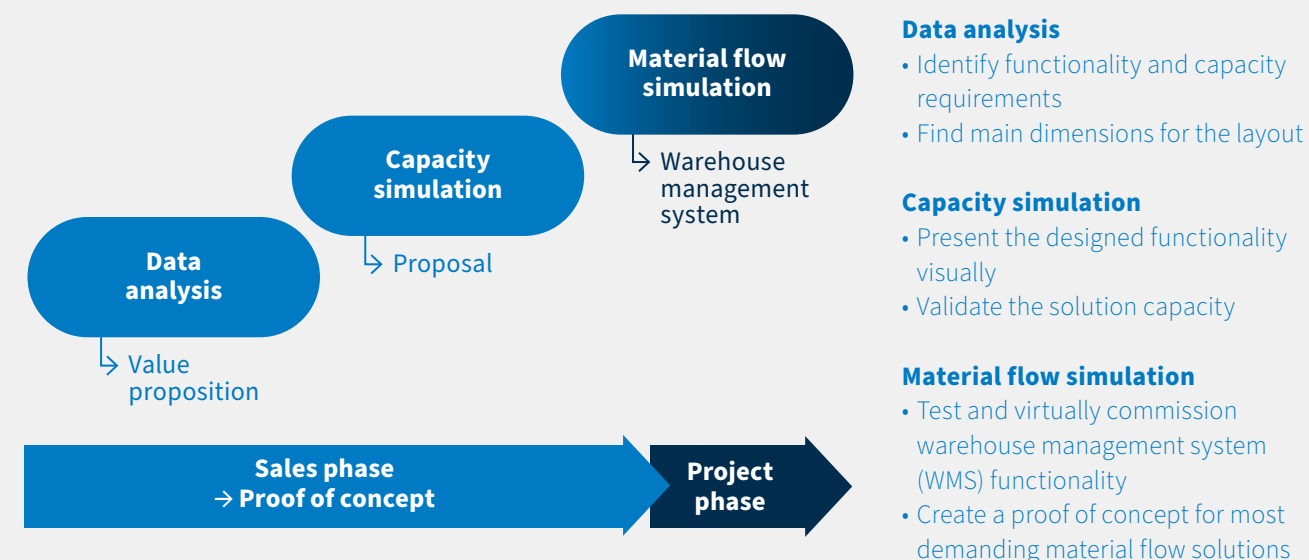 Material flow
simulation
→ Warehouse
management
system
Capacity
simulation
→ Proposal
Data
analysis
→ Value
proposition
Sales phase
→ Proof of concept
Project
phase
Data analysis
• Identify functionality and capacity
requirements
• Find main dimensions for the layout
Capacity simulation
• Present the designed functionality
visually
• Validate the solution capacity
Material flow simulation
• Test and virtually commission
warehouse management system
(WMS) functionality
• Create a proof of concept for most
demanding material flow solutions